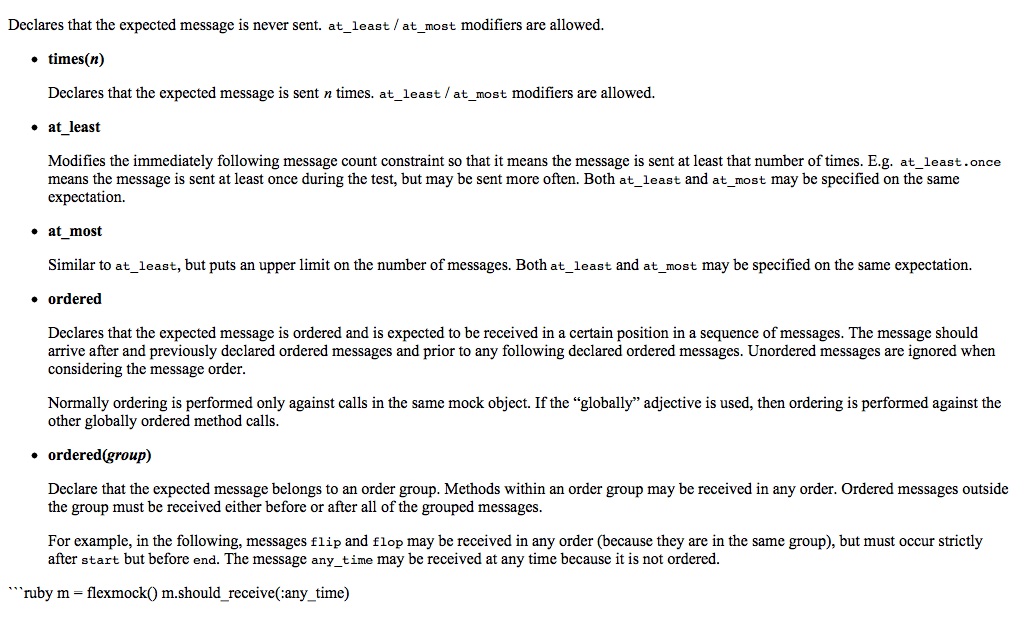 Declares that the expected message is never sent. at_least / at_most modifiers are allowed.
• times(n)
Declares that the expected message is sent n times. at_least / at_most modifiers are allowed.
• at_least
Modifies the immediately following message count constraint so that it means the message is sent at least that number of times. E.g. at_least.once
means the message is sent at least once during the test, but may be sent more often. Both at_least and at_most may be specified on the same
expectation.
• at_most
Similar to at_least, but puts an upper limit on the number of messages. Both at_least and at_most may be specified on the same expectation.
• ordered
Declares that the expected message is ordered and is expected to be received in a certain position in a sequence of messages. The message should
arrive after and previously declared ordered messages and prior to any following declared ordered messages. Unordered messages are ignored when
considering the message order.
Normally ordering is performed only against calls in the same mock object. If the “globally” adjective is used, then ordering is performed against the
other globally ordered method calls.
• ordered(group)
Declare that the expected message belongs to an order group. Methods within an order group may be received in any order. Ordered messages outside
the group must be received either before or after all of the grouped messages.
For example, in the following, messages flip and flop may be received in any order (because they are in the same group), but must occur strictly
after start but before end. The message any_time may be received at any time because it is not ordered.
```ruby m = flexmock() m.should_receive(:any_time)